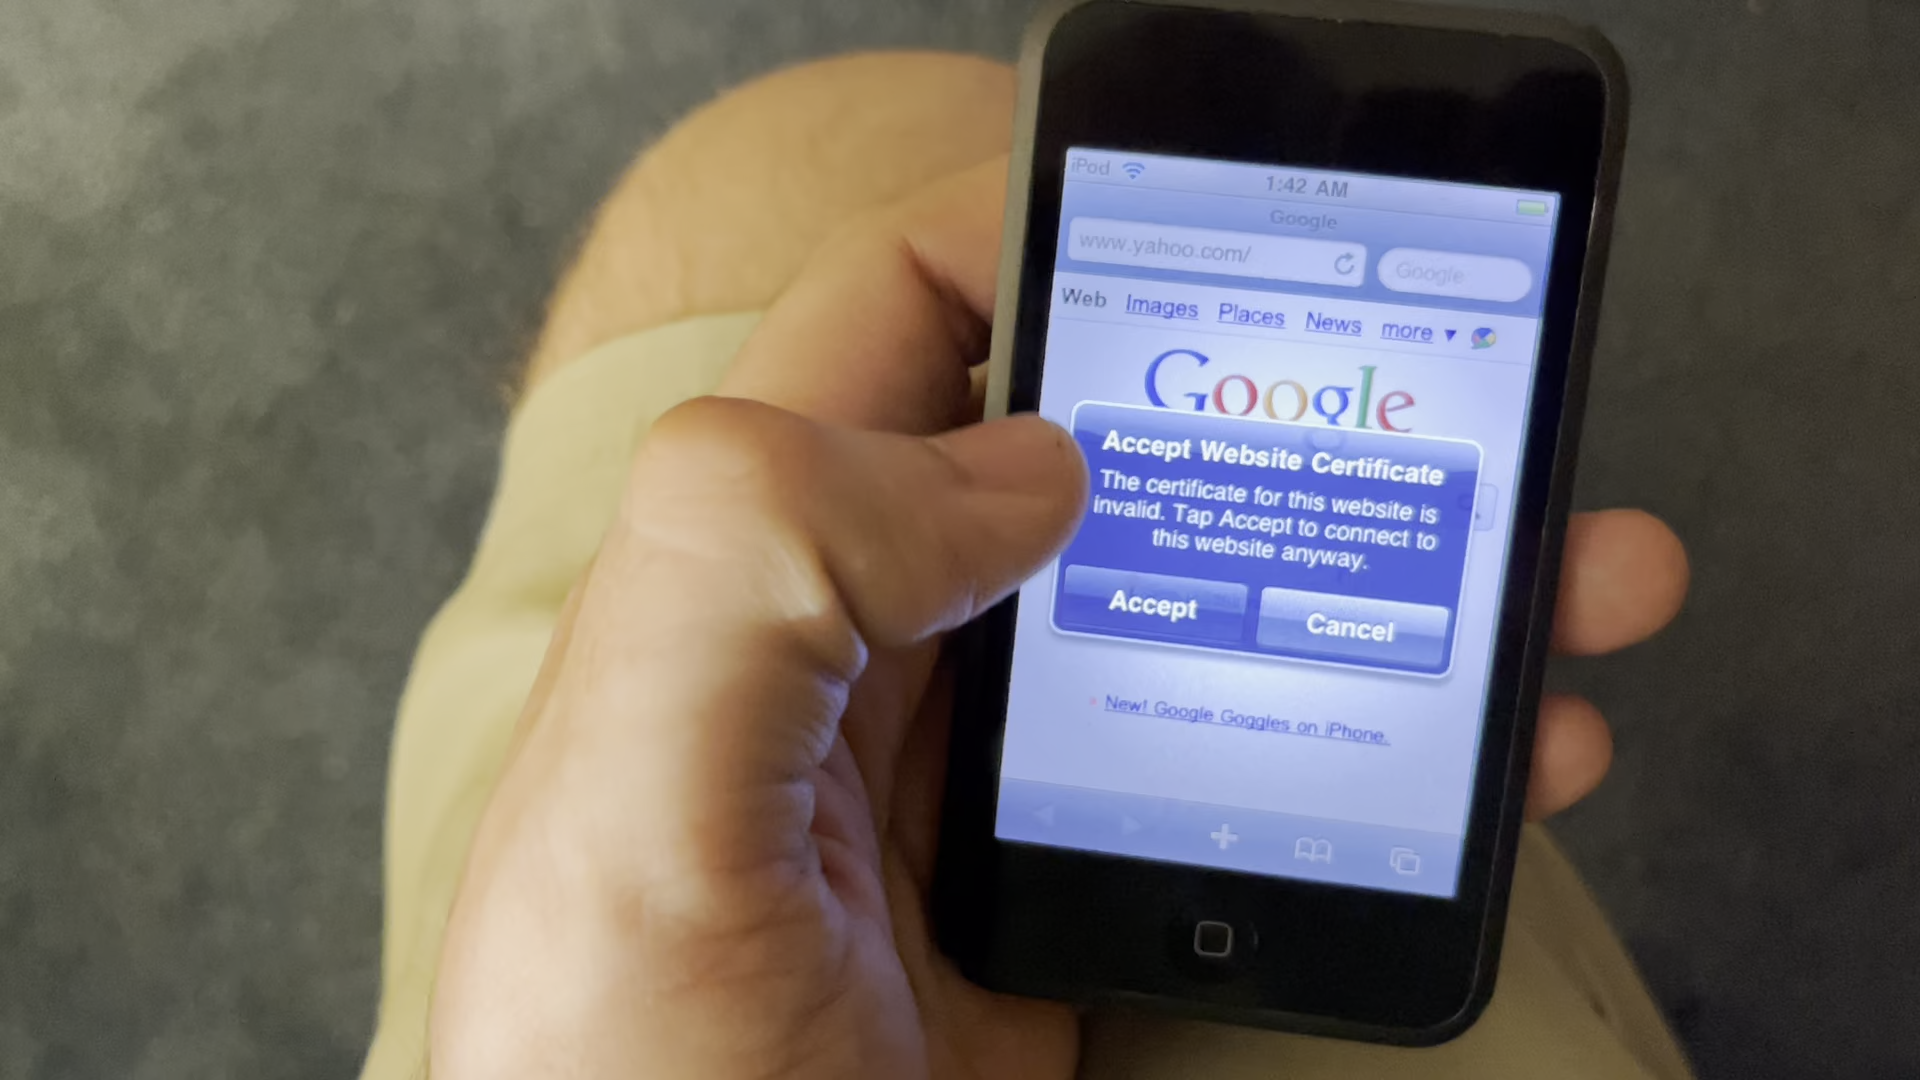 iPod 1:42 AM
Google
www.yahoo.com/ Google
Web Images Places News more ▼
Google
Accept Website Certificate
The certificate for this website is
invalid. Tap Accept to connect to
this website anyway.
Accept Cancel
New! Google Goggles on iPhone.